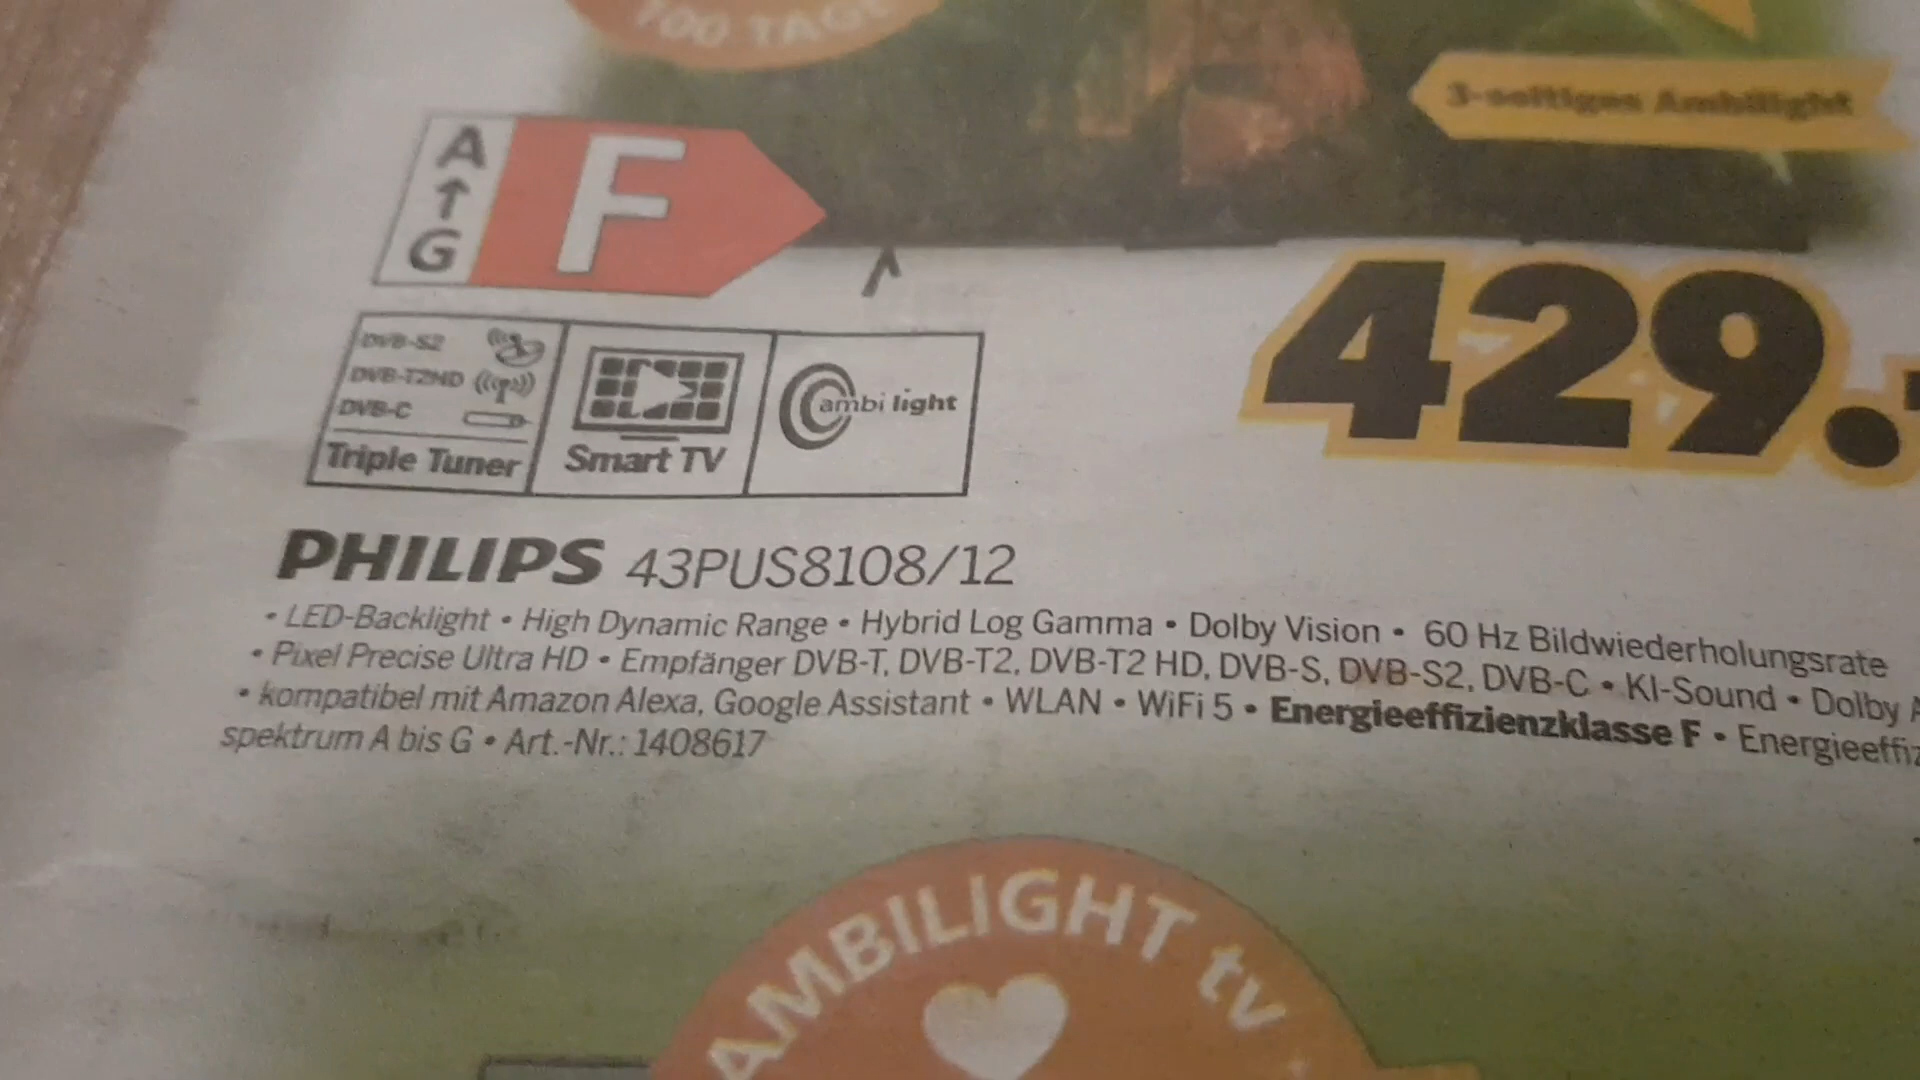 100 TAGE
3-seitiges Ambilight
A
↑
G
F
429.-
DVB-S2
DVB-T2HD
DVB-C
Triple Tuner
Smart TV
ambi light
PHILIPS 43PUS8108/12
• LED-Backlight • High Dynamic Range • Hybrid Log Gamma • Dolby Vision • 60 Hz Bildwiederholungsrate
• Pixel Precise Ultra HD • Empfänger DVB-T, DVB-T2, DVB-T2 HD, DVB-S, DVB-S2, DVB-C • KI-Sound • Dolby A
• kompatibel mit Amazon Alexa, Google Assistant • WLAN • WiFi 5 • Energieeffizienzklasse F • Energieeffiz
spektrum A bis G • Art.-Nr.: 1408617
AMBILIGHT tv